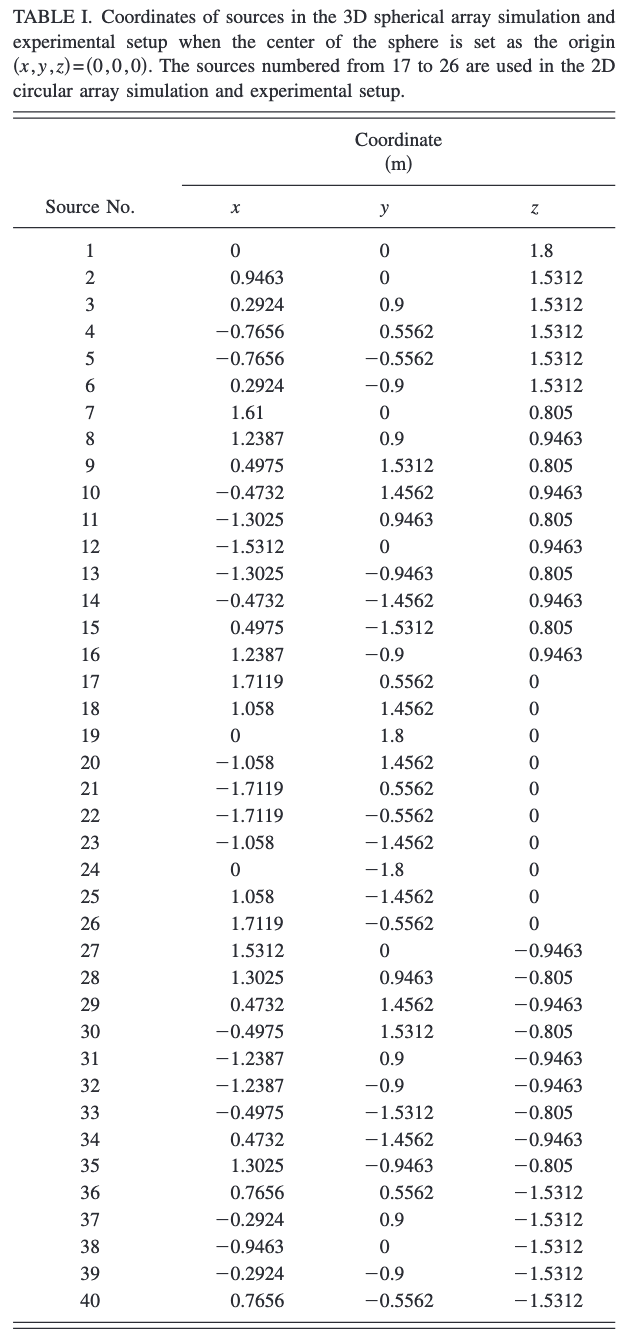 TABLE I. Coordinates of sources in the 3D spherical array simulation and
experimental setup when the center of the sphere is set as the origin
(x,y,z)=(0,0,0). The sources numbered from 17 to 26 are used in the 2D
circular array simulation and experimental setup.
Coordinate
(m)
Source No. x y z
1 0 0 1.8
2 0.9463 0 1.5312
3 0.2924 0.9 1.5312
4 −0.7656 0.5562 1.5312
5 −0.7656 −0.5562 1.5312
6 0.2924 −0.9 1.5312
7 1.61 0 0.805
8 1.2387 0.9 0.9463
9 0.4975 1.5312 0.805
10 −0.4732 1.4562 0.9463
11 −1.3025 0.9463 0.805
12 −1.5312 0 0.9463
13 −1.3025 −0.9463 0.805
14 −0.4732 −1.4562 0.9463
15 0.4975 −1.5312 0.805
16 1.2387 −0.9 0.9463
17 1.7119 0.5562 0
18 1.058 1.4562 0
19 0 1.8 0
20 −1.058 1.4562 0
21 −1.7119 0.5562 0
22 −1.7119 −0.5562 0
23 −1.058 −1.4562 0
24 0 −1.8 0
25 1.058 −1.4562 0
26 1.7119 −0.5562 0
27 1.5312 0 −0.9463
28 1.3025 0.9463 −0.805
29 0.4732 1.4562 −0.9463
30 −0.4975 1.5312 −0.805
31 −1.2387 0.9 −0.9463
32 −1.2387 −0.9 −0.9463
33 −0.4975 −1.5312 −0.805
34 0.4732 −1.4562 −0.9463
35 1.3025 −0.9463 −0.805
36 0.7656 0.5562 −1.5312
37 −0.2924 0.9 −1.5312
38 −0.9463 0 −1.5312
39 −0.2924 −0.9 −1.5312
40 0.7656 −0.5562 −1.5312